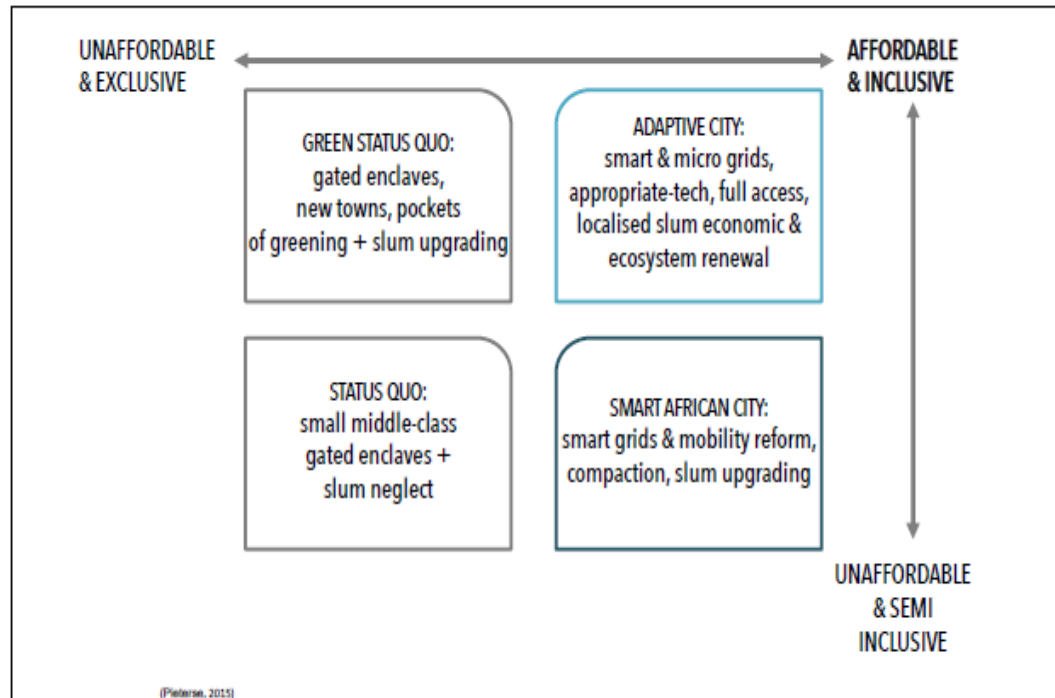 UNAFFORDABLE
& EXCLUSIVE
AFFORDABLE
& INCLUSIVE
GREEN STATUS QUO:
gated enclaves,
new towns, pockets
of greening + slum upgrading
ADAPTIVE CITY:
smart & micro grids,
appropriate-tech, full access,
localised slum economic &
ecosystem renewal
STATUS QUO:
small middle-class
gated enclaves +
slum neglect
SMART AFRICAN CITY:
smart grids & mobility reform,
compaction, slum upgrading
UNAFFORDABLE
& SEMI
INCLUSIVE
(Pieterse, 2015)